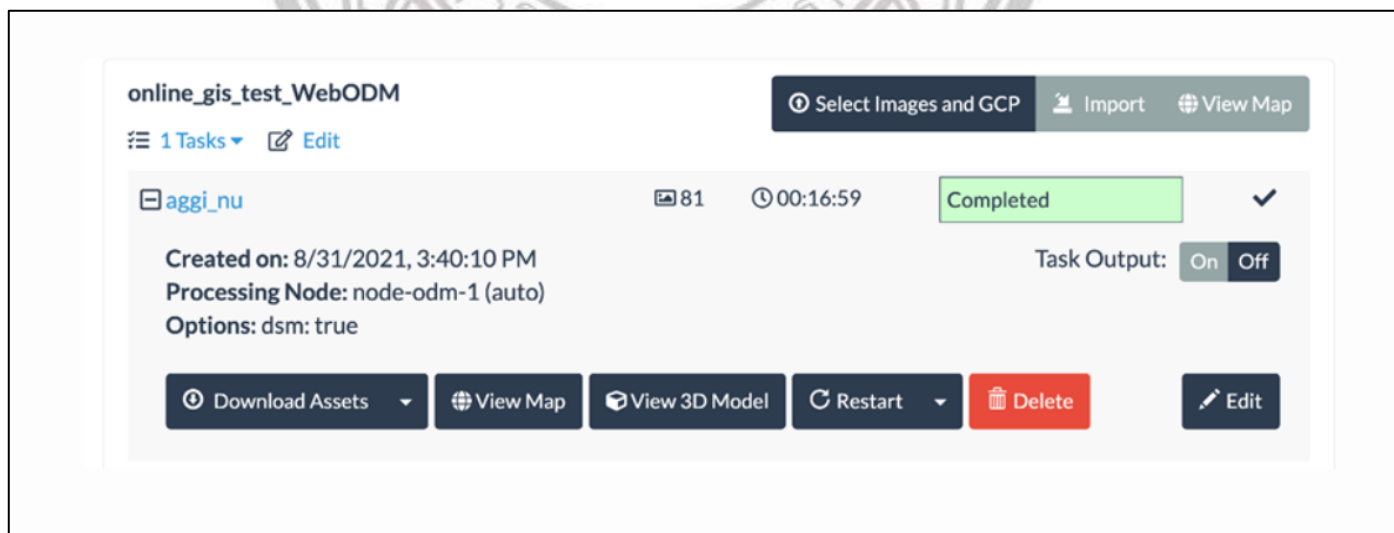 online_gis_test_WebODM
Select Images and GCP Import View Map
1 Tasks Edit
aggi_nu 81 00:16:59 Completed
Created on: 8/31/2021, 3:40:10 PM
Task Output: On Off
Processing Node: node-odm-1 (auto)
Options: dsm: true
Download Assets View Map View 3D Model Restart Delete Edit